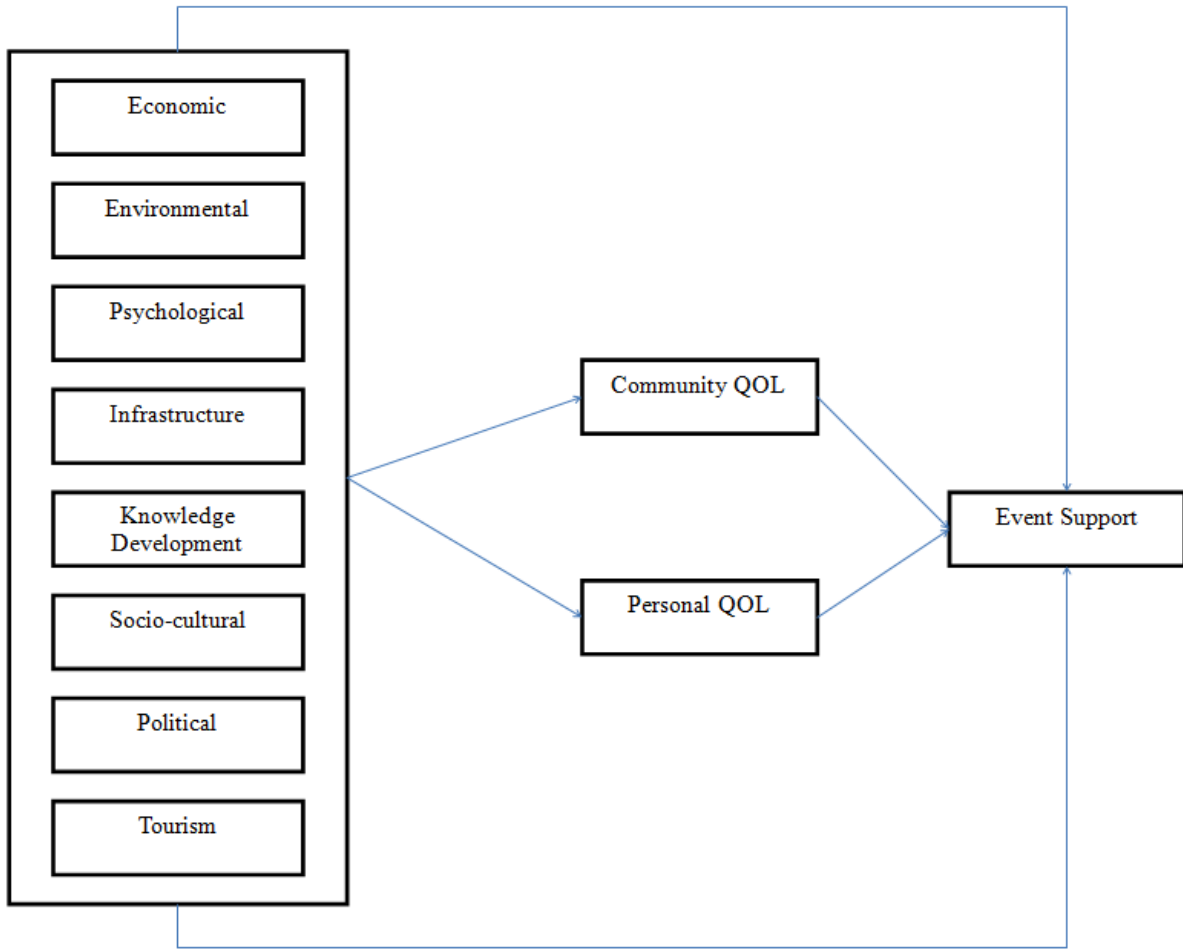 Economic
Environmental
Psychological
Infrastructure
Knowledge
Development
Socio-cultural
Political
Tourism
Community QOL
Personal QOL
Event Support